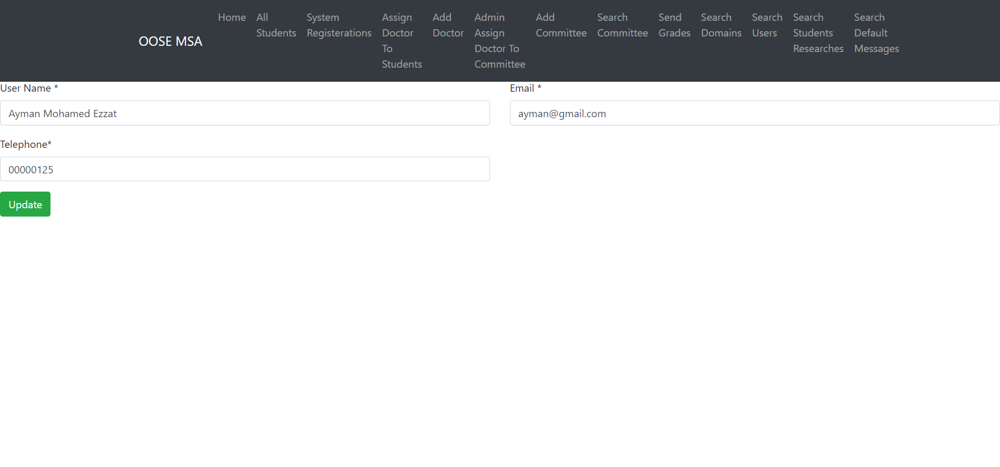 OOSE MSA
Home
All
Students
System
Registerations
Assign
Doctor
To
Students
Add
Doctor
Admin
Assign
Doctor To
Committee
Add
Committee
Search
Committee
Send
Grades
Search
Domains
Search
Users
Search
Students
Researches
Search
Default
Messages
User Name *
Ayman Mohamed Ezzat
Email *
ayman@gmail.com
Telephone*
00000125
Update